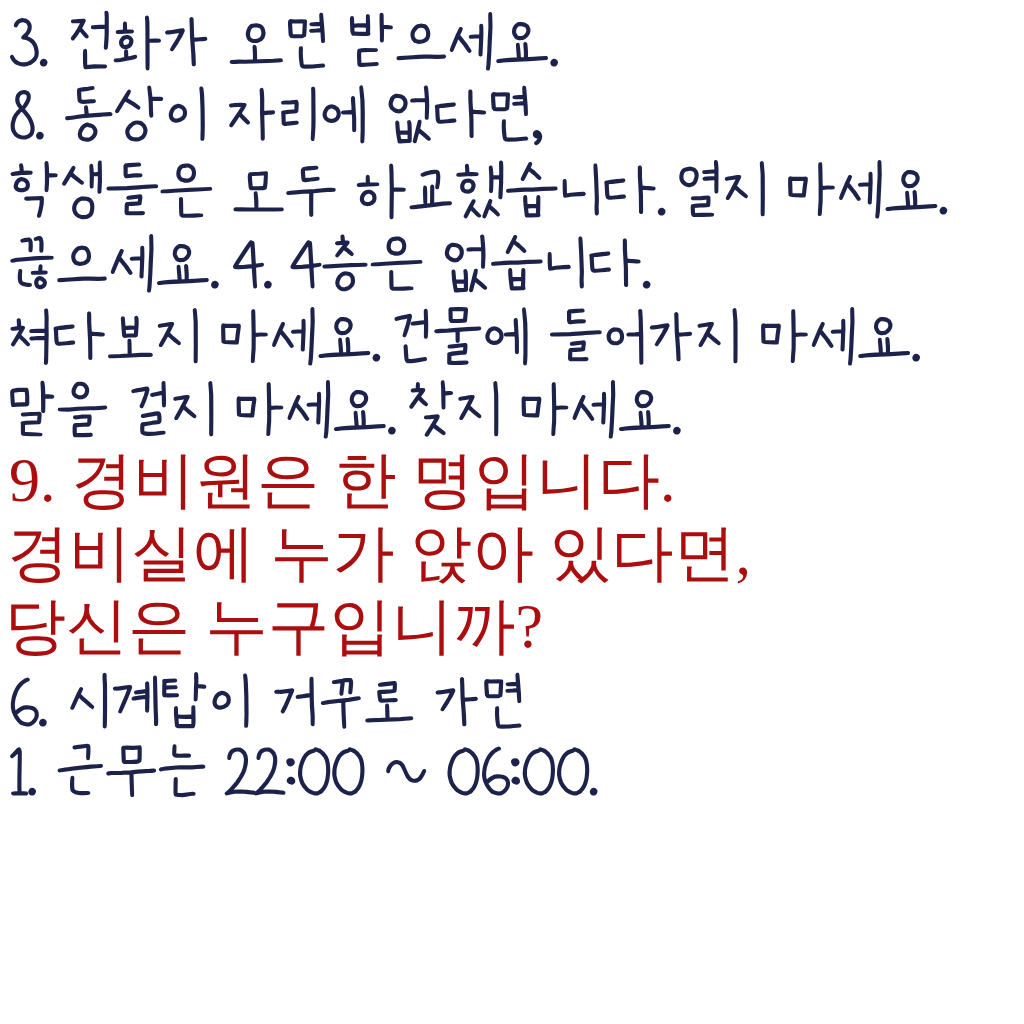 3. 전화가 오면 받으세요.
8. 동상이 자리에 없다면,
학생들은 모두 하교했습니다. 열지 마세요.
끊으세요. 4. 4층은 없습니다.
쳐다보지 마세요. 건물에 들어가지 마세요.
말을 걸지 마세요. 찾지 마세요.
9. 경비원은 한 명입니다.
경비실에 누가 앉아 있다면,
당신은 누구입니까?
6. 시계탑이 거꾸로 가면
1. 근무는 22:00 ~ 06:00.